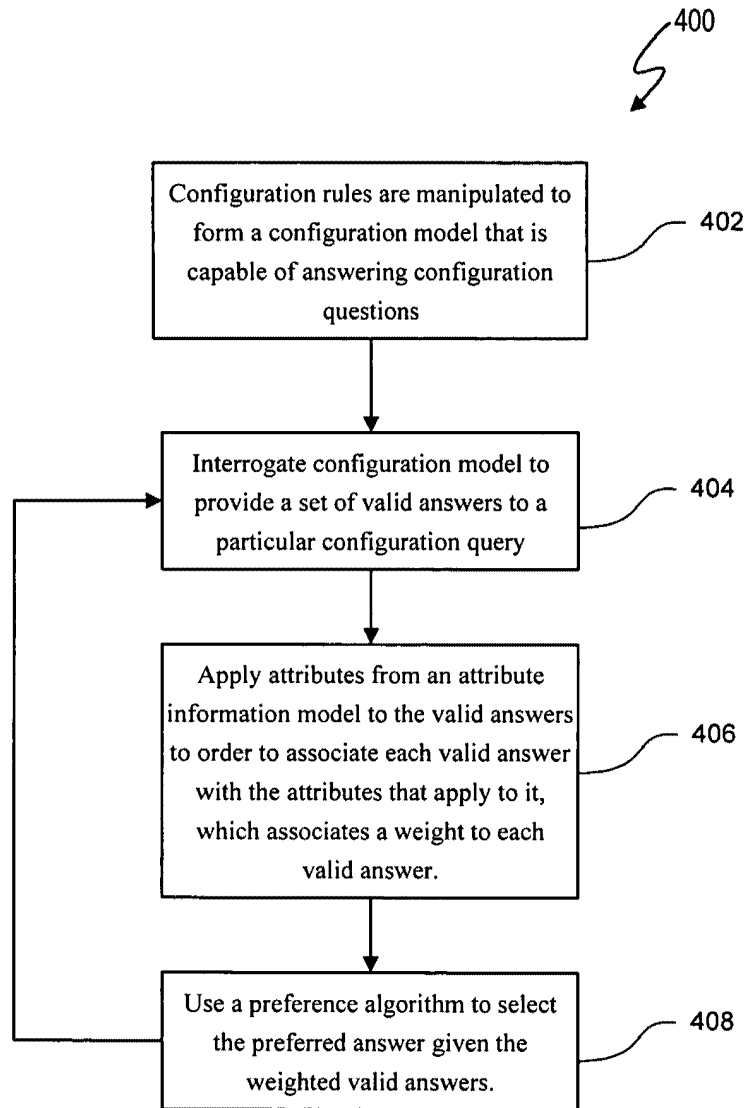 400
Configuration rules are manipulated to
form a configuration model that is
capable of answering configuration
questions
402
Interrogate configuration model to
provide a set of valid answers to a
particular configuration query
404
Apply attributes from an attribute
information model to the valid answers
to order to associate each valid answer
with the attributes that apply to it,
which associates a weight to each
valid answer.
406
Use a preference algorithm to select
the preferred answer given the
weighted valid answers.
408